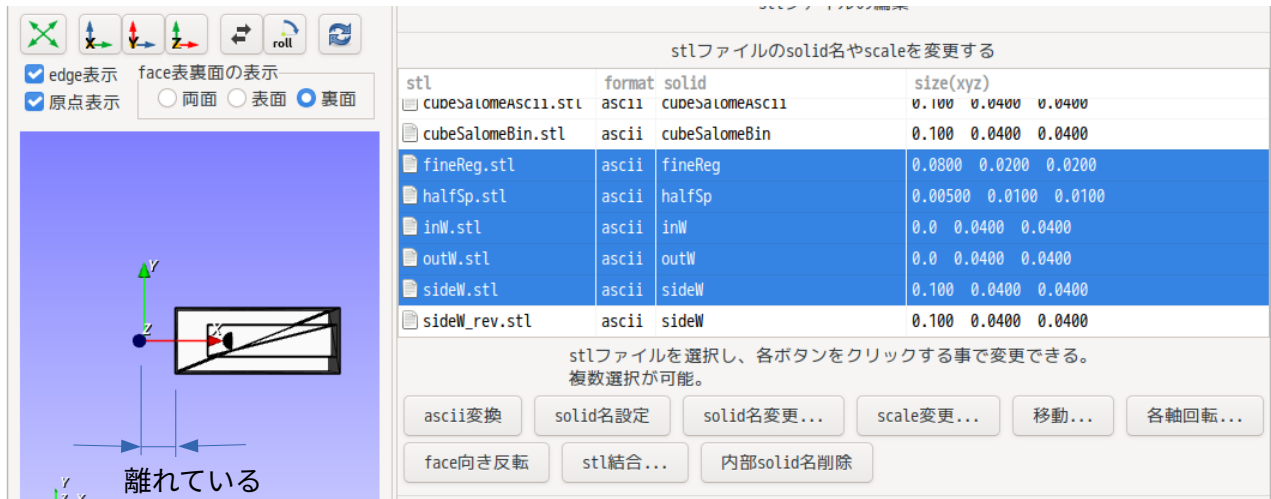 stlファイルの編集
X
Y
Z
roll
edge表示
face表裏面の表示
原点表示
両面
表面
裏面
stlファイルのsolid名やscaleを変更する
stl format solid size(xyz)
cubeSalomeAscii.stl ascii cubeSalomeAscii 0.100 0.0400 0.0400
cubeSalomeBin.stl ascii cubeSalomeBin 0.100 0.0400 0.0400
fineReg.stl ascii fineReg 0.0800 0.0200 0.0200
halfSp.stl ascii halfSp 0.00500 0.0100 0.0100
inW.stl ascii inW 0.0 0.0400 0.0400
outW.stl ascii outW 0.0 0.0400 0.0400
sideW.stl ascii sideW 0.100 0.0400 0.0400
sideW_rev.stl ascii sideW 0.100 0.0400 0.0400
Y
Z
X
離れている
Y
Z X
stlファイルを選択し、各ボタンをクリックする事で変更できる。
複数選択が可能。
ascii変換 solid名設定 solid名変更... scale変更... 移動... 各軸回転...
face向き反転 stl結合... 内部solid名削除